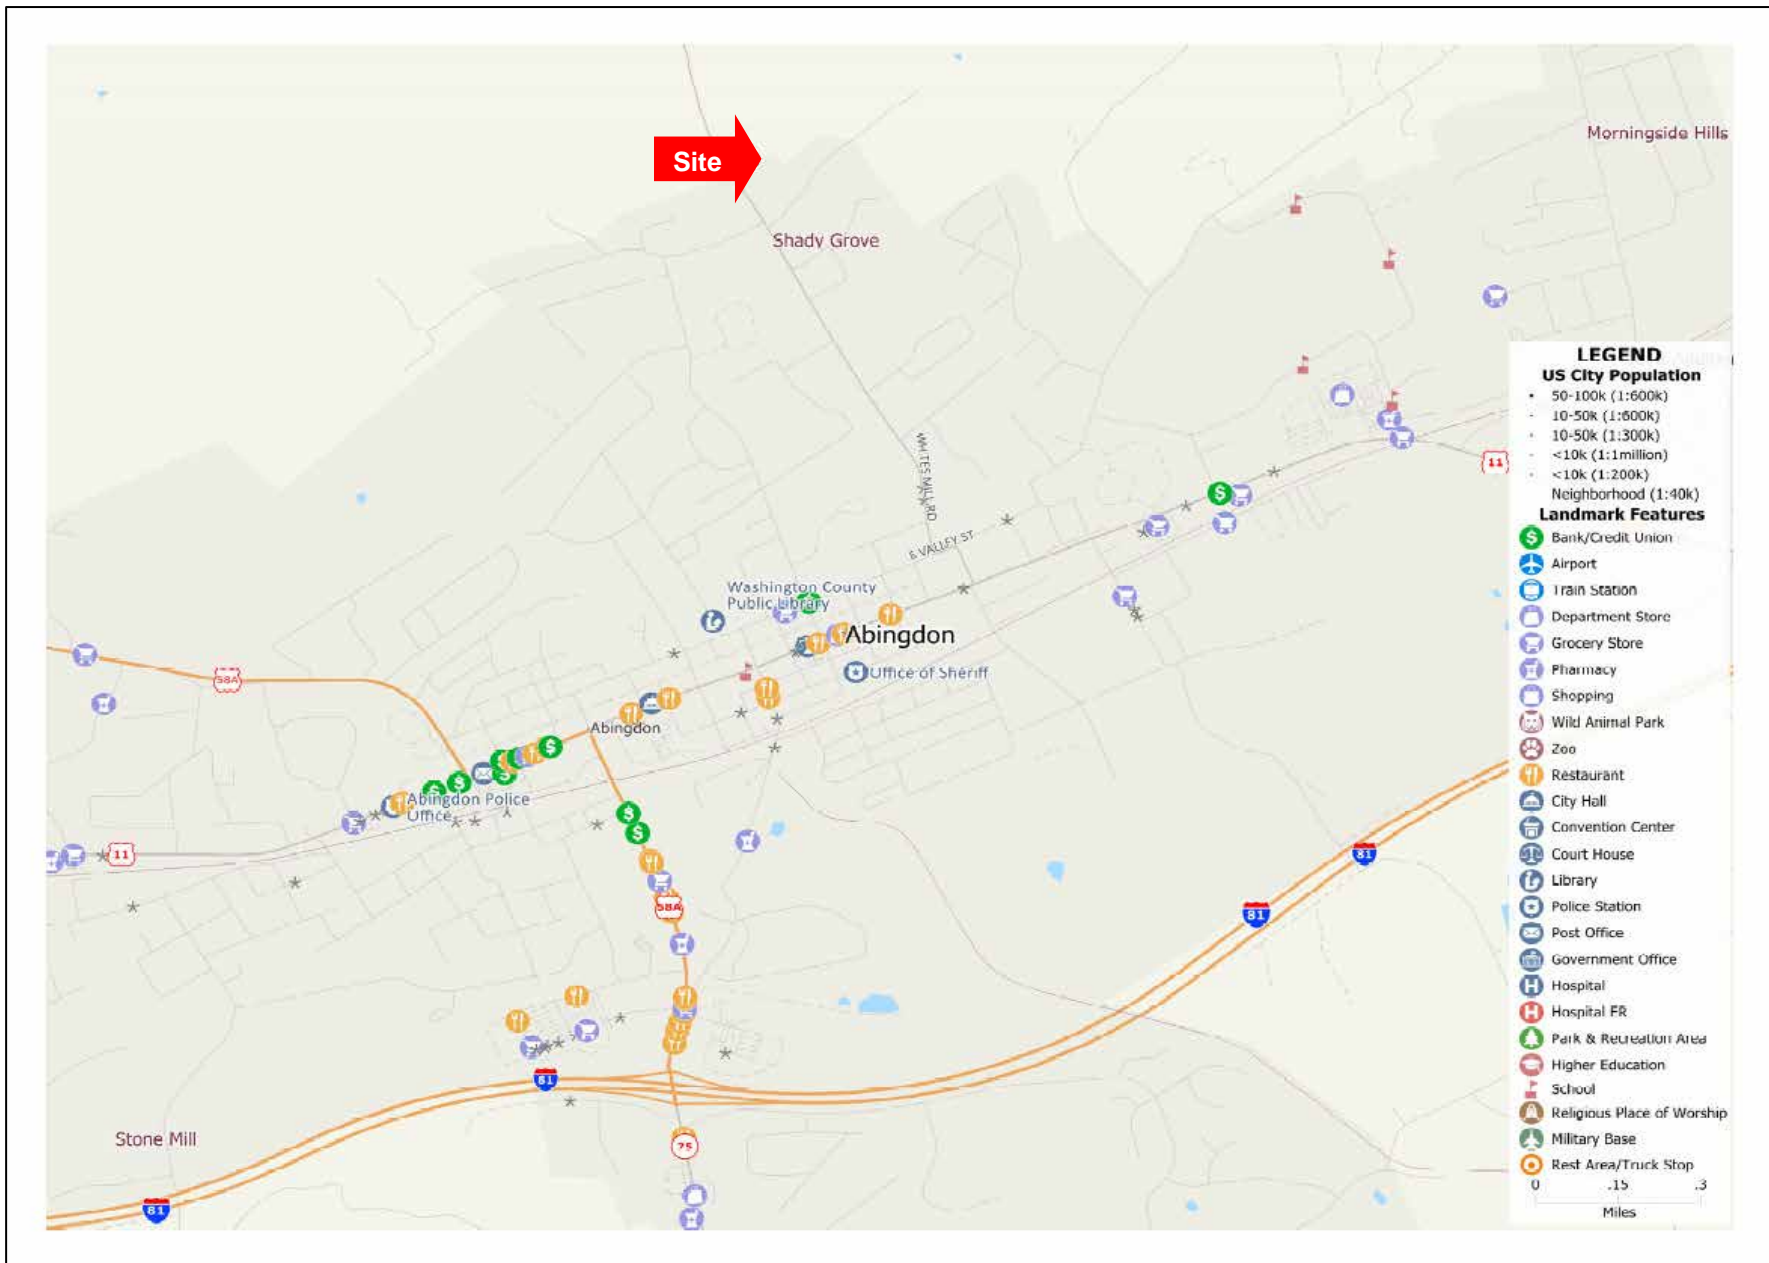 Site
Morningside Hills
Shady Grove
WHITES MILL RD
E VALLEY ST
11
Washington County
Public Library
Abingdon
Office of Sheriff
58A
Abingdon
Abingdon Police
Office
11
58A
81
81
81
Stone Mill
75
81
LEGEND
US City Population
50-100k (1:600k)
10-50k (1:600k)
10-50k (1:300k)
<10k (1:1million)
<10k (1:200k)
Neighborhood (1:40k)
Landmark Features
Bank/Credit Union
Airport
Train Station
Department Store
Grocery Store
Pharmacy
Shopping
Wild Animal Park
Zoo
Restaurant
City Hall
Convention Center
Court House
Library
Police Station
Post Office
Government Office
Hospital
Hospital ER
Park & Recreation Area
Higher Education
School
Religious Place of Worship
Military Base
Rest Area/Truck Stop
0 .15 .3
Miles